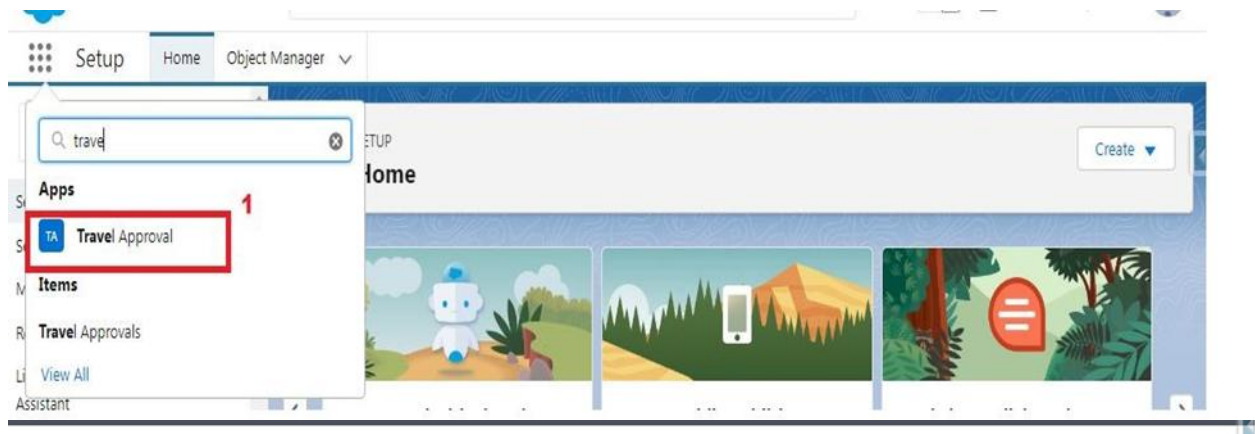 Setup Home Object Manager
trave
ETUP
Home
Create
Apps
1
TA Travel Approval
Items
Travel Approvals
View All
Assistant